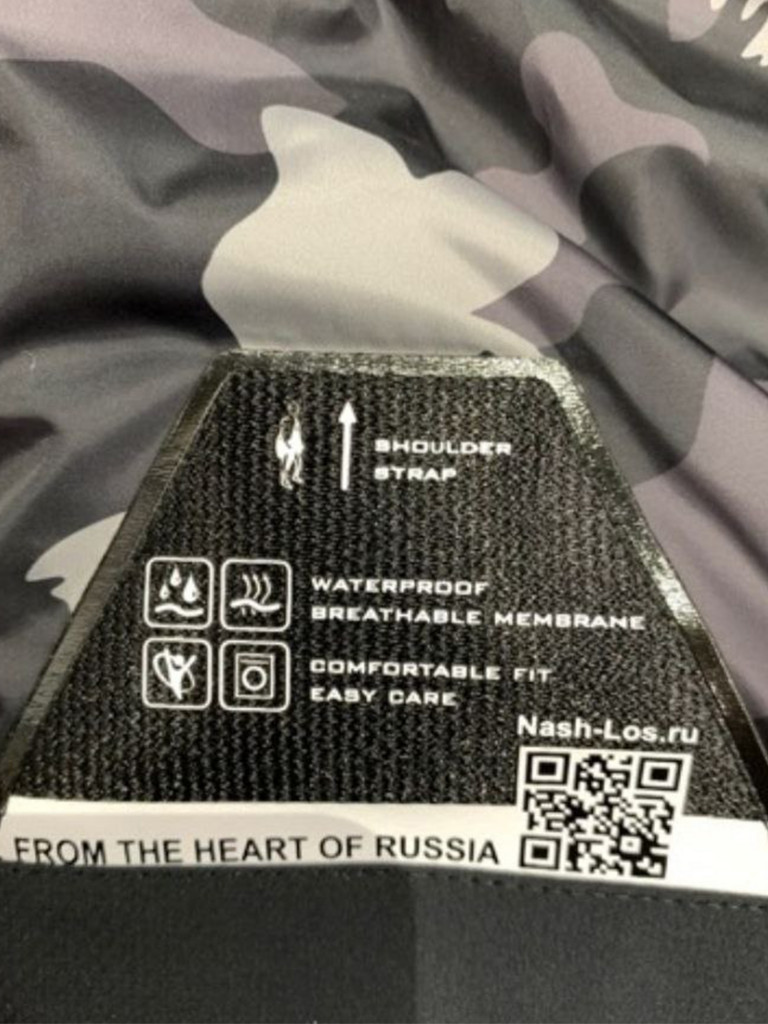 SHOULDER
STRAP
WATERPROOF
BREATHABLE MEMBRANE
COMFORTABLE FIT
EASY CARE
Nash-Los.ru
FROM THE HEART OF RUSSIA